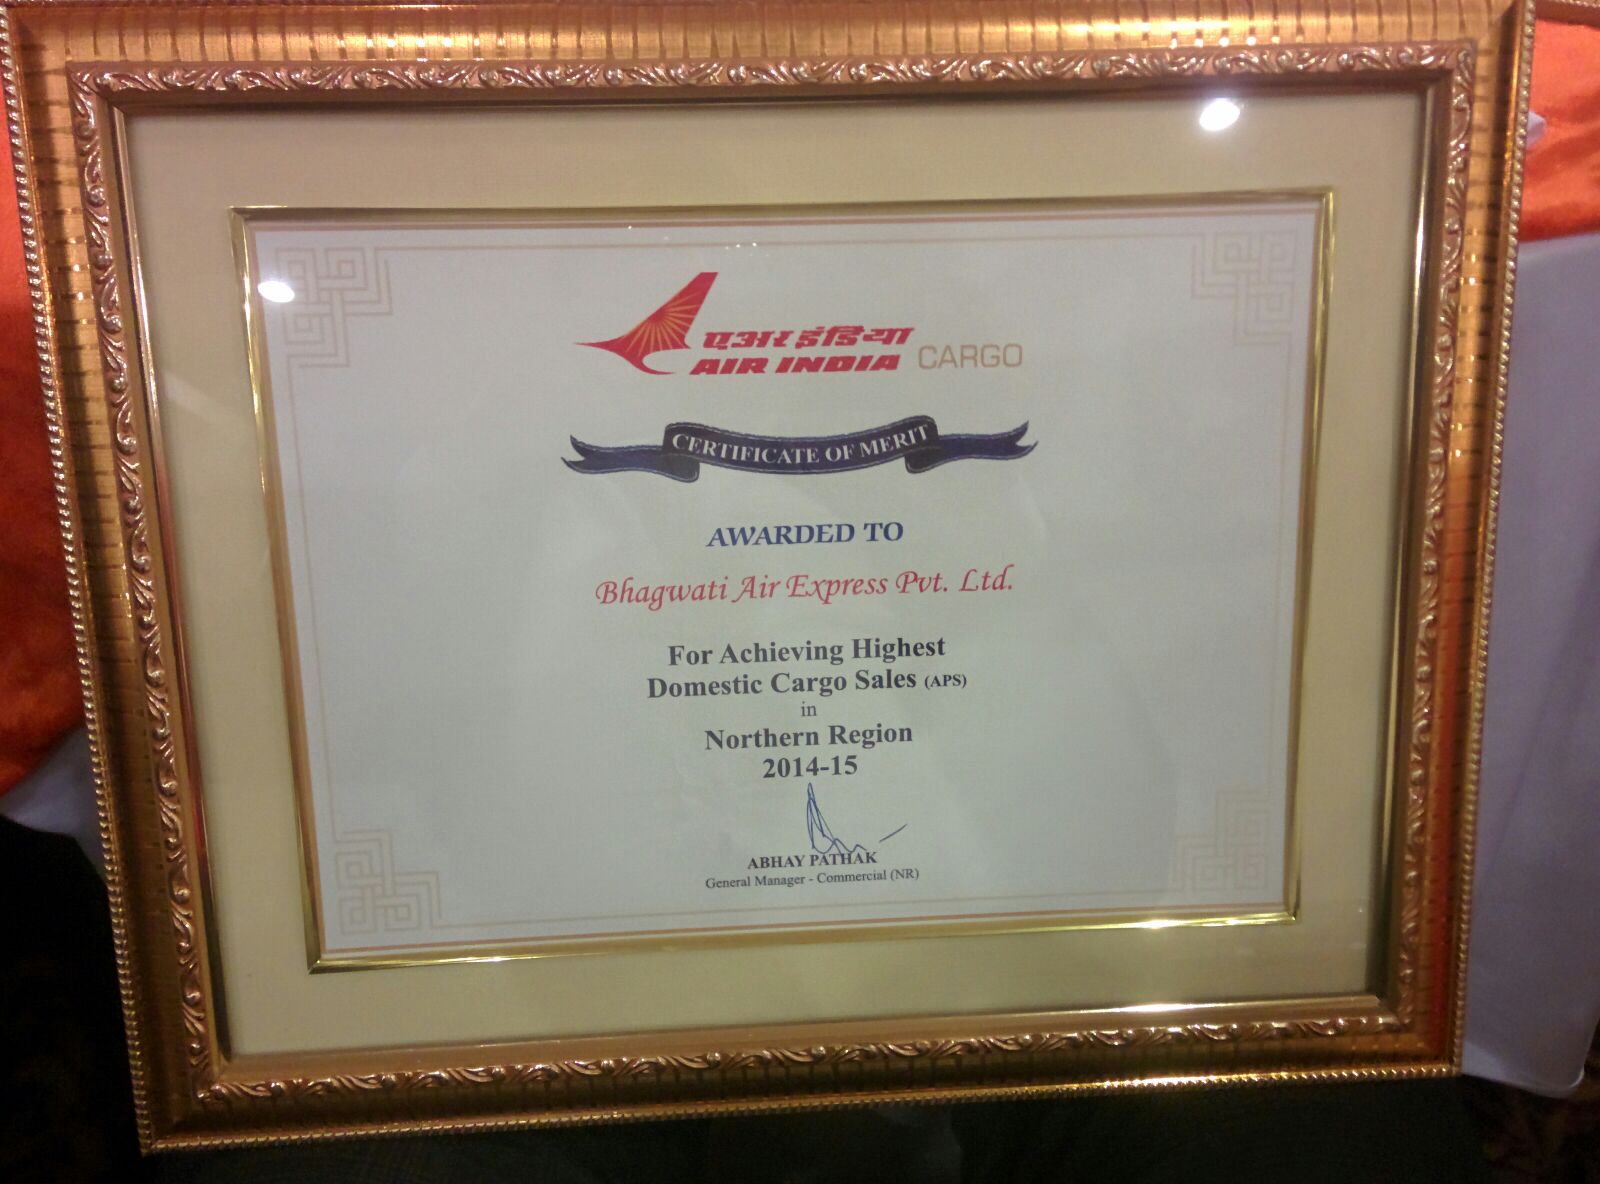 एअर इंडिया
AIR INDIA CARGO
CERTIFICATE OF MERIT
AWARDED TO
Bhagwati Air Express Pvt. Ltd.
For Achieving Highest
Domestic Cargo Sales (APS)
in
Northern Region
2014-15
ABHAY PATHAK
General Manager - Commercial (NR)